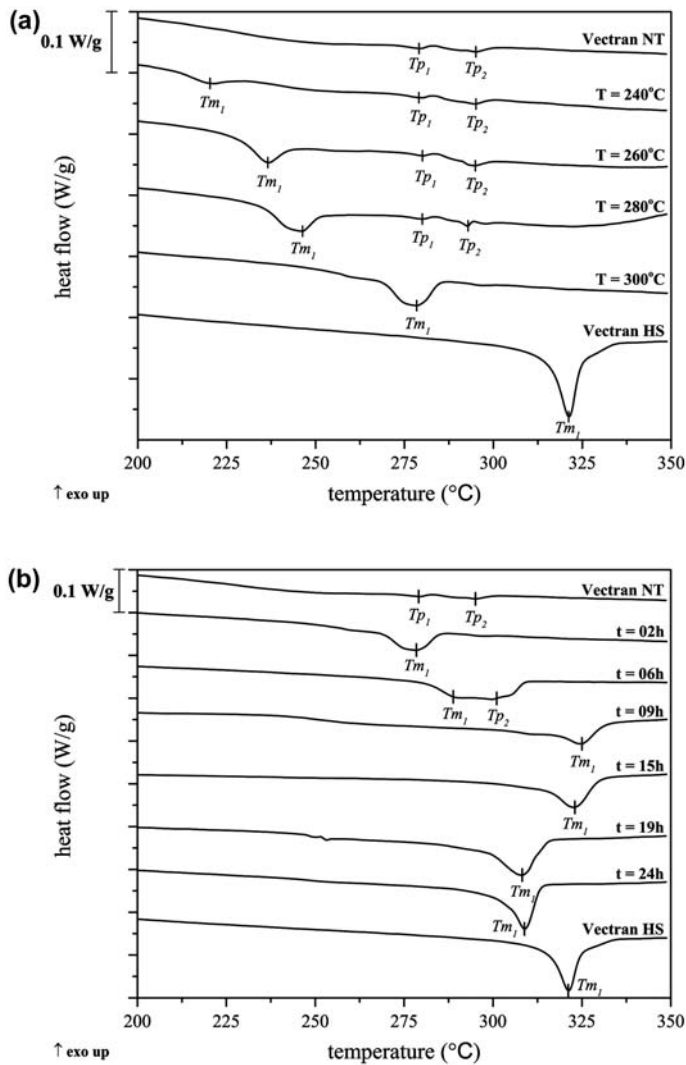 (a)
0.1 W/g
Vectran NT
Tp1
Tp2
T = 240°C
Tm1
Tp1
Tp2
T = 260°C
Tm1
Tp1
Tp2
T = 280°C
Tm1
Tp1
Tp2
T = 300°C
Tm1
Vectran HS
Tm1
heat flow (W/g)
200 225 250 275 300 325 350
↑ exo up
temperature (°C)
(b)
0.1 W/g
Vectran NT
Tp1
Tp2
t = 02h
Tm1
t = 06h
Tm1
Tp2
t = 09h
Tm1
t = 15h
Tm1
t = 19h
Tm1
t = 24h
Tm1
Vectran HS
Tm1
heat flow (W/g)
200 225 250 275 300 325 350
↑ exo up
temperature (°C)